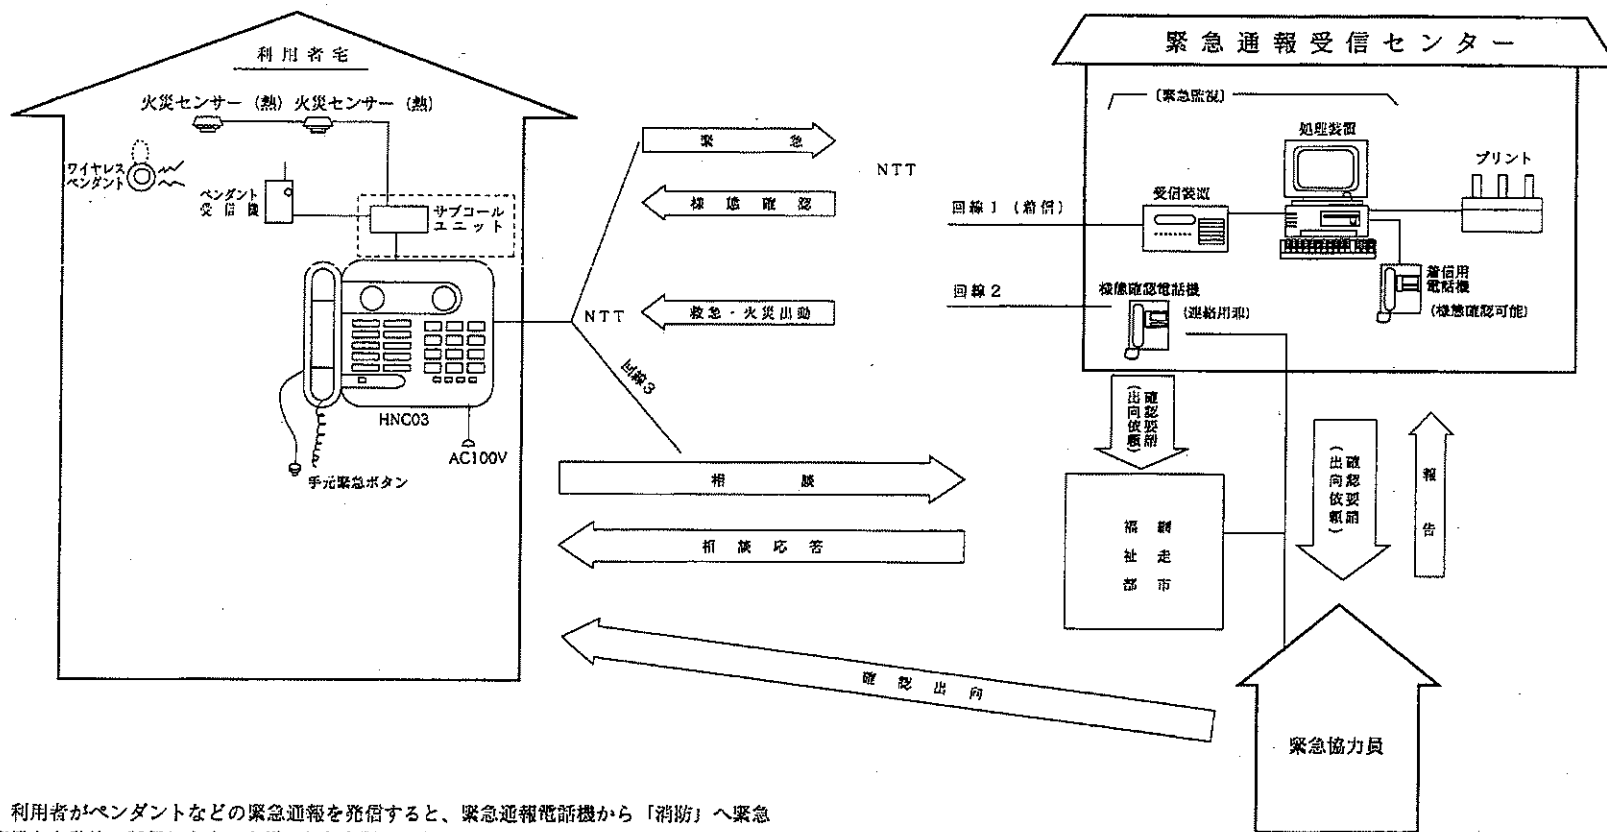 利用者宅
火災センサー(熱) 火災センサー(熱)
ワイヤレス
ペンダント
ペンダント
受信機
サブコール
ユニット
HNC03
AC100V
手元緊急ボタン
緊急
様態確認
NTT
救急・火災出動
NTT
回線3
相談
相談応答
確認出向
緊急通報受信センター
〔緊急監視〕
処理装置
プリント
受信装置
回線1(着信)
着信用
電話機
(様態確認可能)
回線2
様態確認電話機
(連絡用兼)
確認要請
(出向依頼)
確認要請
(出向依頼)
報告
網走市
福祉部
緊急協力員
利用者がペンダントなどの緊急通報を発信すると、緊急通報電話機から「消防」へ緊急